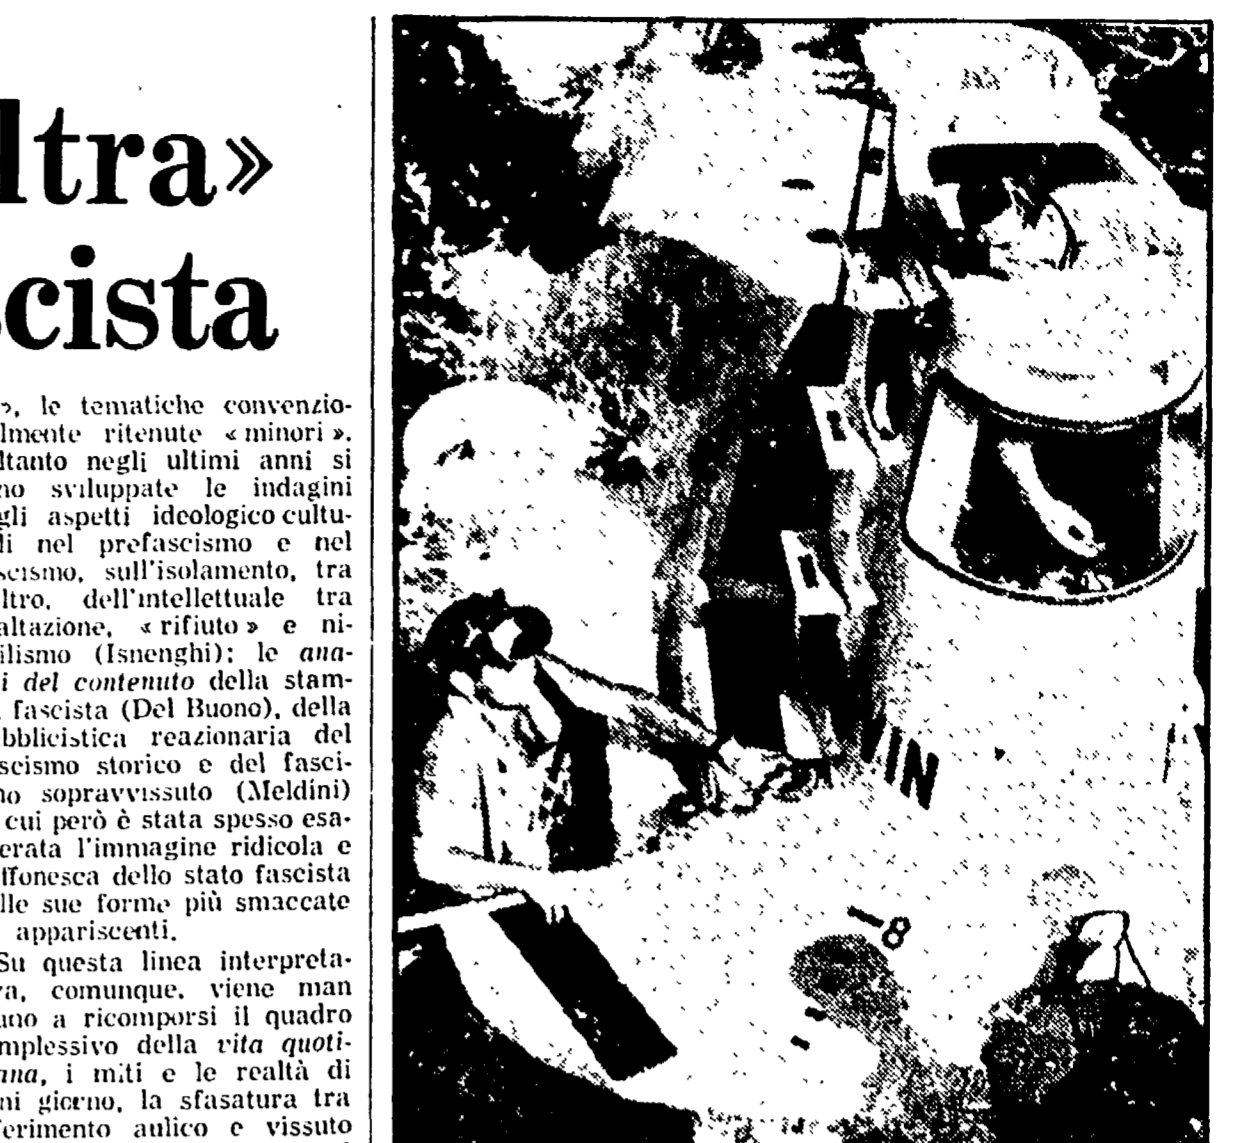 ltra»
scista
», le tematiche convenzio-
lmente ritenute «minori».
ltanto negli ultimi anni si
no sviluppate le indagini
gli aspetti ideologico cultu-
li nel prefascismo e nel
scismo, sull'isolamento, tra
ltro, dell'intellettuale tra
altazione, «rifiuto» e ni-
ilismo (Isnenghi); le ana-
i del contenuto della stam-
fascista (Del Buono), della
bblicistica reazionaria del
scismo storico e del fasci-
no sopravvissuto (Meldini)
cui però è stata spesso esa-
erata l'immagine ridicola e
ffonesca dello stato fascista
lle sue forme più smaccate
appariscenti.
Su questa linea interpreta-
va, comunque, viene man
ano a ricomporsi il quadro
mplessivo della vita quoti-
ana, i miti e le realtà di
ni giorno, la sfasatura tra
ferimento aulico e vissuto
MIN
-8